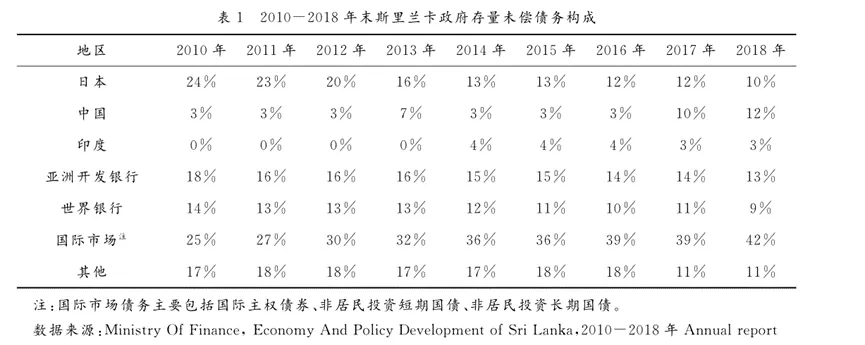 表 1 2010－2018 年末斯里兰卡政府存量未偿债务构成
地区 2010 年 2011 年 2012 年 2013 年 2014 年 2015 年 2016 年 2017 年 2018 年
日本 24% 23% 20% 16% 13% 13% 12% 12% 10%
中国 3% 3% 3% 7% 3% 3% 3% 10% 12%
印度 0% 0% 0% 0% 4% 4% 4% 3% 3%
亚洲开发银行 18% 16% 16% 16% 15% 15% 14% 14% 13%
世界银行 14% 13% 13% 13% 12% 11% 10% 11% 9%
国际市场注 25% 27% 30% 32% 36% 36% 39% 39% 42%
其他 17% 18% 18% 17% 17% 18% 18% 11% 11%
注:国际市场债务主要包括国际主权债券、非居民投资短期国债、非居民投资长期国债。
数据来源:Ministry Of Finance, Economy And Policy Development of Sri Lanka,2010－2018 年 Annual report